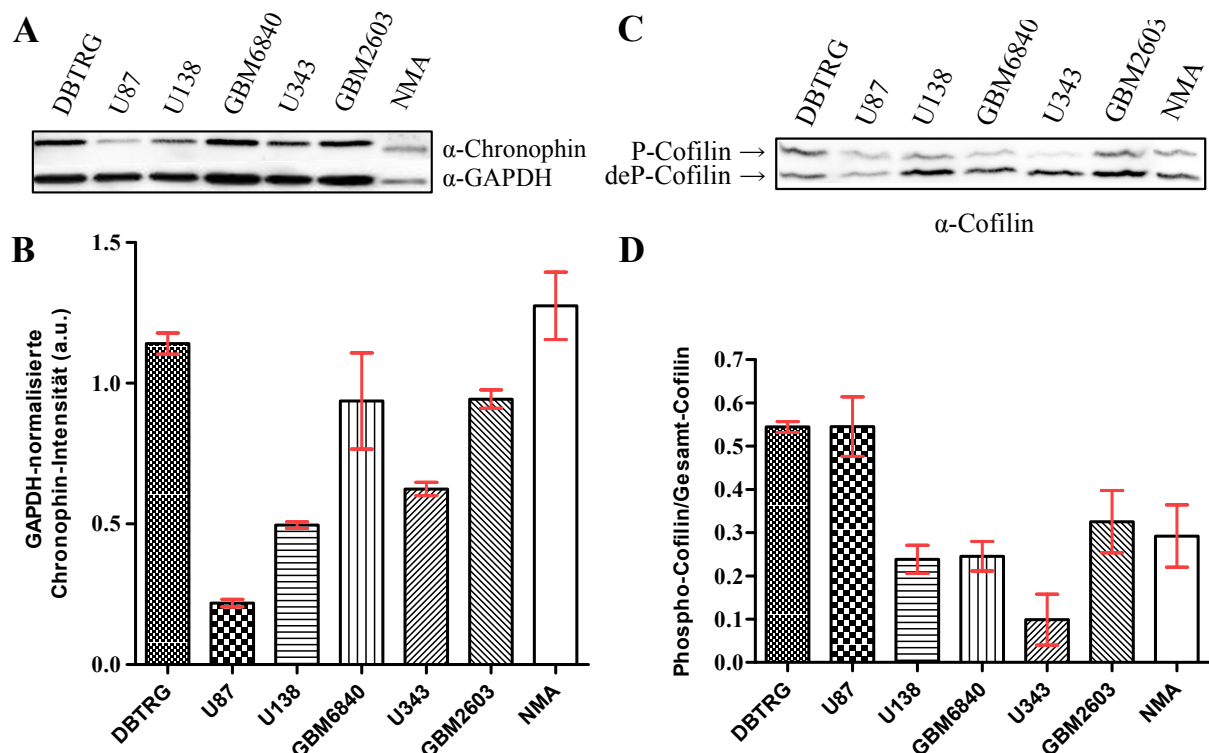 A
DBTRG
U87
U138
GBM6840
U343
GBM2603
NMA
α-Chronophin
α-GAPDH
B
GAPDH-normalisierte
Chronophin-Intensität (a.u.)
1.5
1.0
0.5
0.0
DBTRG
U87
U138
GBM6840
U343
GBM2603
NMA
C
DBTRG
U87
U138
GBM6840
U343
GBM2603
NMA
P-Cofilin →
deP-Cofilin →
α-Cofilin
D
Phospho-Cofilin/Gesamt-Cofilin
0.7
0.6
0.5
0.4
0.3
0.2
0.1
0.0
DBTRG
U87
U138
GBM6840
U343
GBM2603
NMA